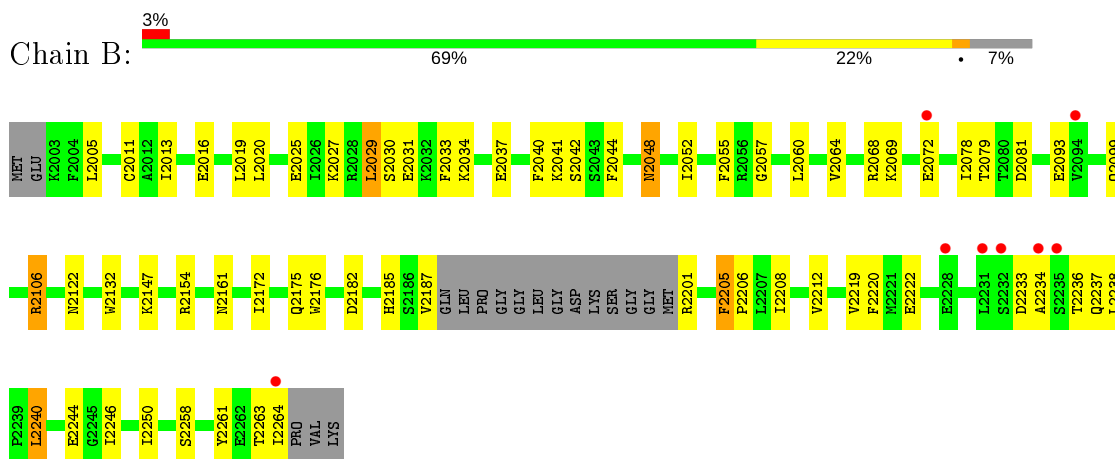 3%
Chain B:
69% 22% • 7%
MET GLU K2003 F2004 L2005 C2011 A2012 I2013 E2016 L2019 L2020 E2025 I2026 K2027 R2028 L2029 S2030 E2031 K2032 F2033 K2034 E2037 F2040 K2041 S2042 S2043 F2044 N2048 I2052 F2055 R2056 G2057 L2060 V2064 R2068 K2069 E2072 I2078 T2079 T2080 D2081 E2093 V2094
R2106 N2122 W2132 K2147 R2154 N2161 I2172 Q2175 W2176 D2182 H2185 S2186 V2187 GLN LEU PRO GLY GLY LEU GLY ASP LYS SER GLY GLY MET R2201 F2205 P2206 L2207 I2208 V2212 V2219 F2220 M2221 E2222 E2228 L2231 S2232 D2233 A2234 S2235 T2236 Q2237
P2239 L2240 E2244 G2245 I2246 I2250 S2258 Y2261 E2262 T2263 I2264 PRO VAL LYS